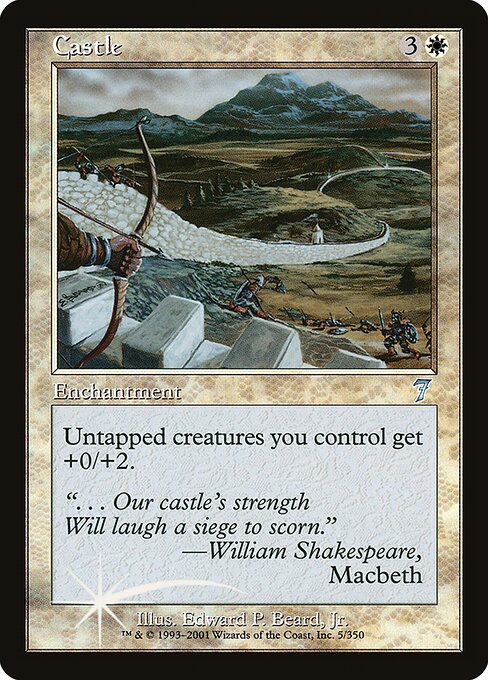 Castle 3
Enchantment 7
Untapped creatures you control get
+0/+2.
“. . . Our castle's strength
Will laugh a siege to scorn.”
—William Shakespeare,
Macbeth
Illus. Edward P. Beard, Jr.
™ & © 1993–2001 Wizards of the Coast, Inc. 5/350